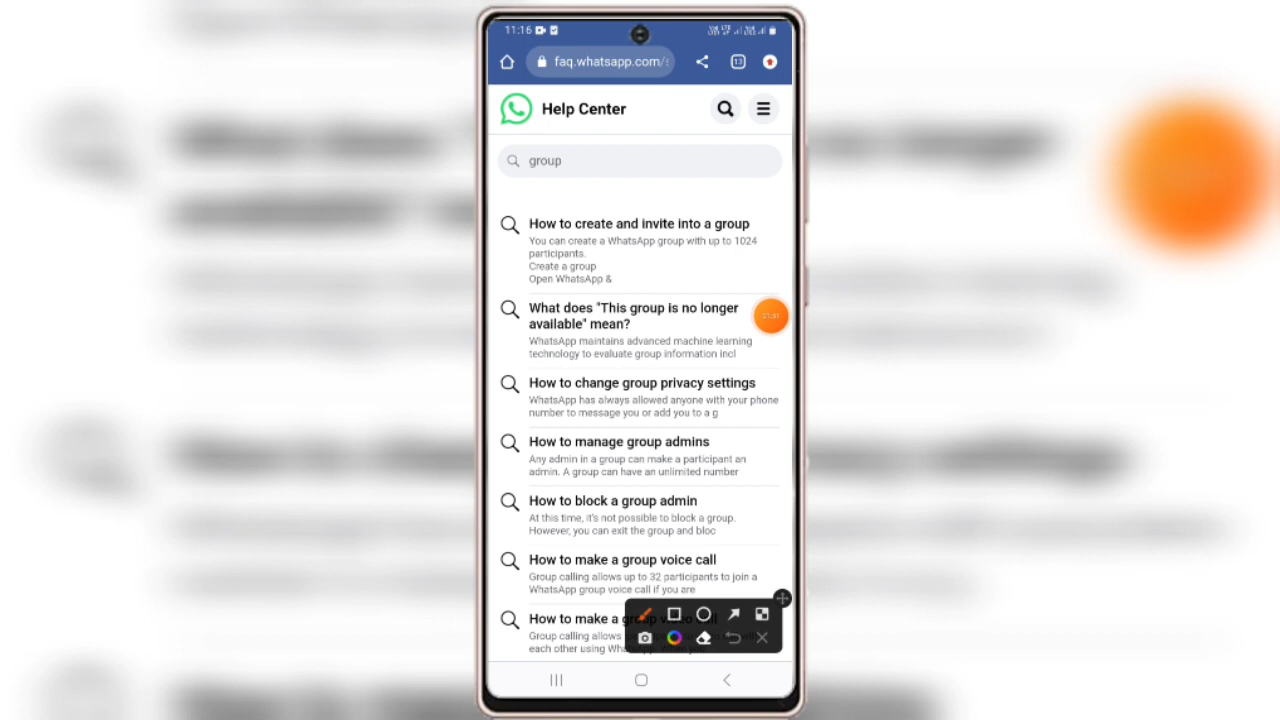 11:16
faq.whatsapp.com/
13
Help Center
group
How to create and invite into a group
You can create a WhatsApp group with up to 1024
participants.
Create a group
Open WhatsApp &
What does "This group is no longer
available" mean?
WhatsApp maintains advanced machine learning
technology to evaluate group information incl
How to change group privacy settings
WhatsApp has always allowed anyone with your phone
number to message you or add you to a g
How to manage group admins
Any admin in a group can make a participant an
admin. A group can have an unlimited number
How to block a group admin
At this time, it's not possible to block a group.
However, you can exit the group and bloc
How to make a group voice call
Group calling allows up to 32 participants to join a
WhatsApp group voice call if you are
How to make a group video call
Group calling allows
each other using WhatsApp.